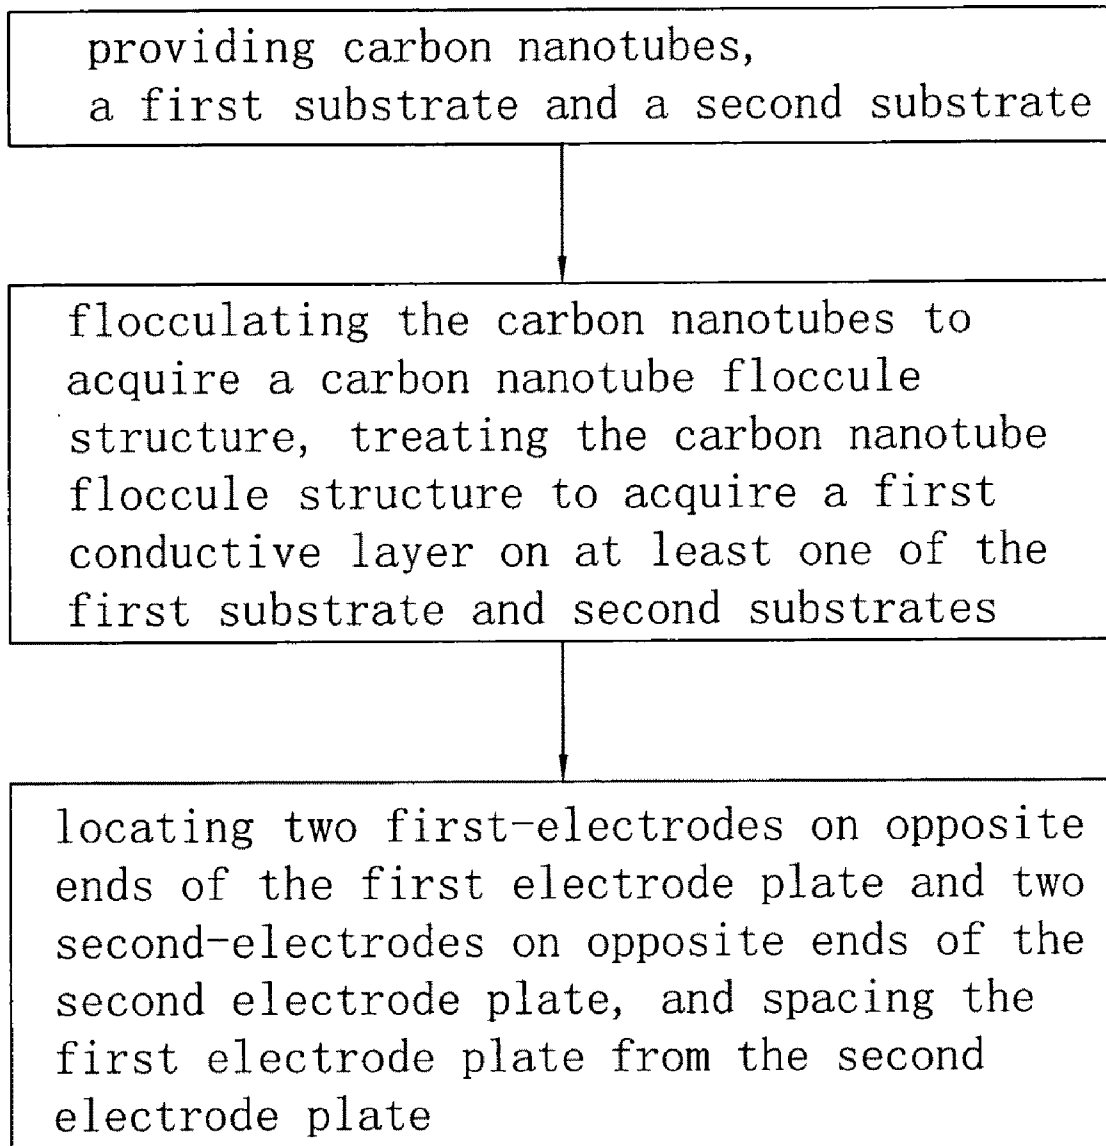 providing carbon nanotubes,
a first substrate and a second substrate
flocculating the carbon nanotubes to
acquire a carbon nanotube floccule
structure, treating the carbon nanotube
floccule structure to acquire a first
conductive layer on at least one of the
first substrate and second substrates
locating two first-electrodes on opposite
ends of the first electrode plate and two
second-electrodes on opposite ends of the
second electrode plate, and spacing the
first electrode plate from the second
electrode plate